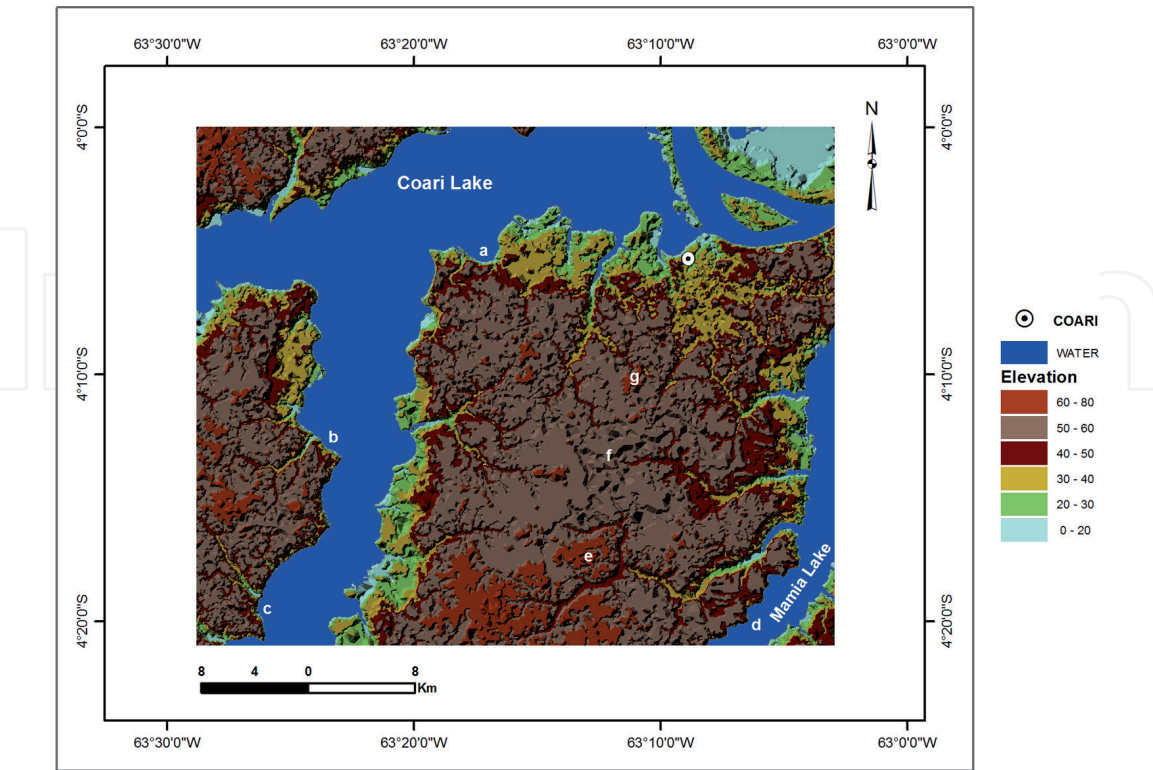 63°30'0"W 63°20'0"W 63°10'0"W 63°0'0"W
4°0'0"S
4°10'0"S
4°20'0"S
N
4°0'0"S
4°10'0"S
4°20'0"S
Coari Lake
a
b
g
f
e
c
d
Mamia Lake
8 4 0 8
Km
63°30'0"W 63°20'0"W 63°10'0"W 63°0'0"W
COARI
WATER
Elevation
60 - 80
50 - 60
40 - 50
30 - 40
20 - 30
0 - 20